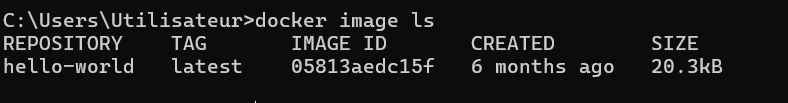 C:\Users\Utilisateur>docker image ls
REPOSITORY TAG IMAGE ID CREATED SIZE
hello-world latest 05813aedc15f 6 months ago 20.3kB